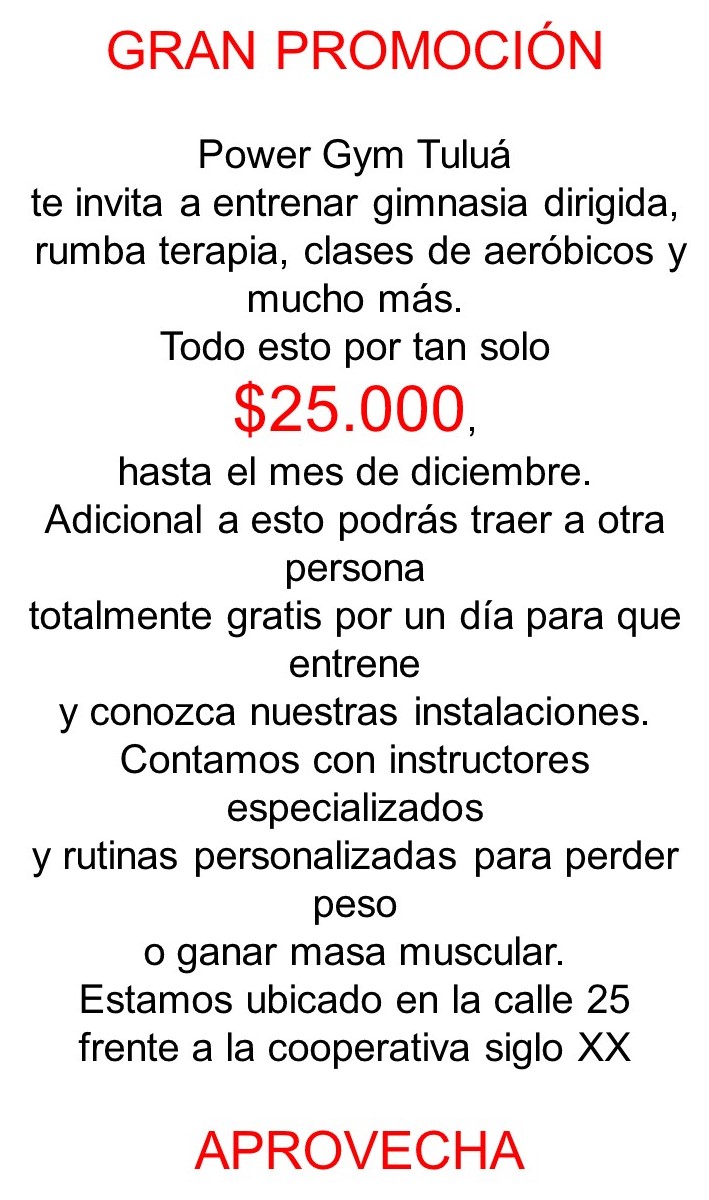 GRAN PROMOCIÓN
Power Gym Tuluá
te invita a entrenar gimnasia dirigida,
rumba terapia, clases de aeróbicos y
mucho más.
Todo esto por tan solo
$25.000,
hasta el mes de diciembre.
Adicional a esto podrás traer a otra
persona
totalmente gratis por un día para que
entrene
y conozca nuestras instalaciones.
Contamos con instructores
especializados
y rutinas personalizadas para perder
peso
o ganar masa muscular.
Estamos ubicado en la calle 25
frente a la cooperativa siglo XX
APROVECHA